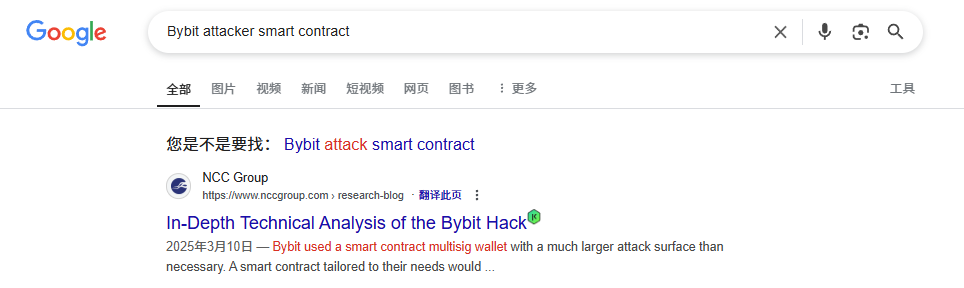 Google
Bybit attacker smart contract
全部 图片 视频 新闻 短视频 网页 图书 更多 工具
您是不是要找： Bybit attack smart contract
NCC Group
https://www.nccgroup.com › research-blog · 翻译此页
In-Depth Technical Analysis of the Bybit Hack
2025年3月10日 — Bybit used a smart contract multisig wallet with a much larger attack surface than
necessary. A smart contract tailored to their needs would ...